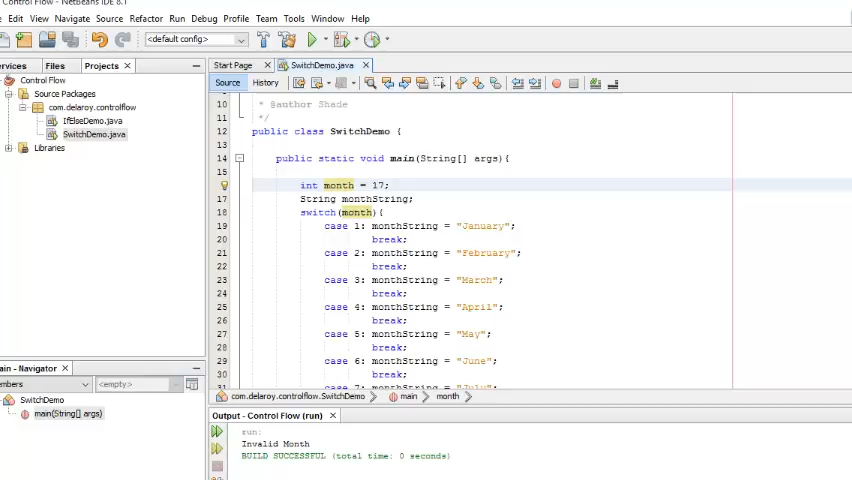 Control Flow - NetBeans IDE 8.1
Edit View Navigate Source Refactor Run Debug Profile Team Tools Window Help
<default config>
Files Projects
Control Flow
Source Packages
com.delaroy.controlflow
IfElseDemo.java
SwitchDemo.java
Libraries
Start Page SwitchDemo.java
Source History
10 * @author Shade
11 */
12 public class SwitchDemo {
13
14 public static void main(String[] args){
15
int month = 17;
17 String monthString;
18 switch(month){
19 case 1: monthString = "January";
20 break;
21 case 2: monthString = "February";
22 break;
23 case 3: monthString = "March";
24 break;
25 case 4: monthString = "April";
26 break;
27 case 5: monthString = "May";
28 break;
29 case 6: monthString = "June";
30 break;
31 case 7: monthString = "July";
com.delaroy.controlflow.SwitchDemo main month
Navigator
<empty>
SwitchDemo
main(String[] args)
Output - Control Flow (run)
run:
Invalid Month
BUILD SUCCESSFUL (total time: 0 seconds)